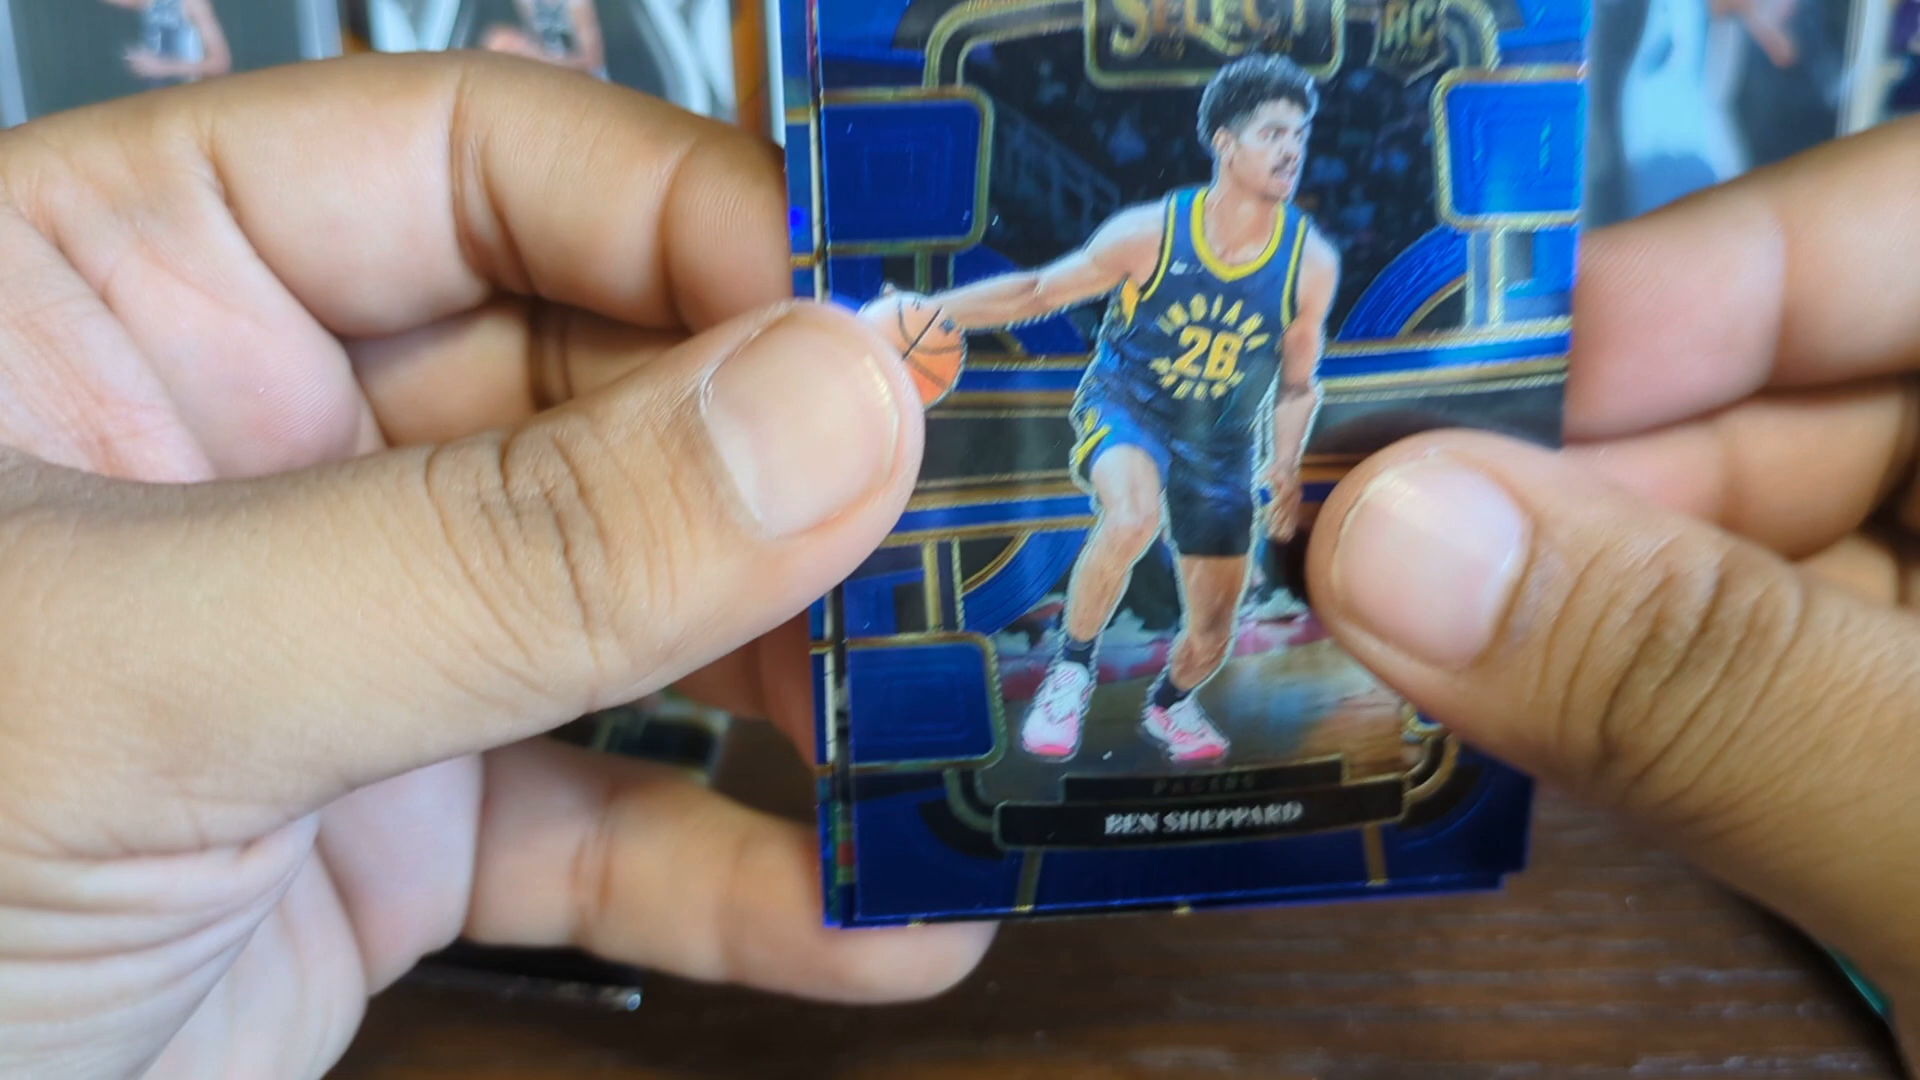 SELECT
RC
INDIANA
26
PACERS
BEN SHEPPARD